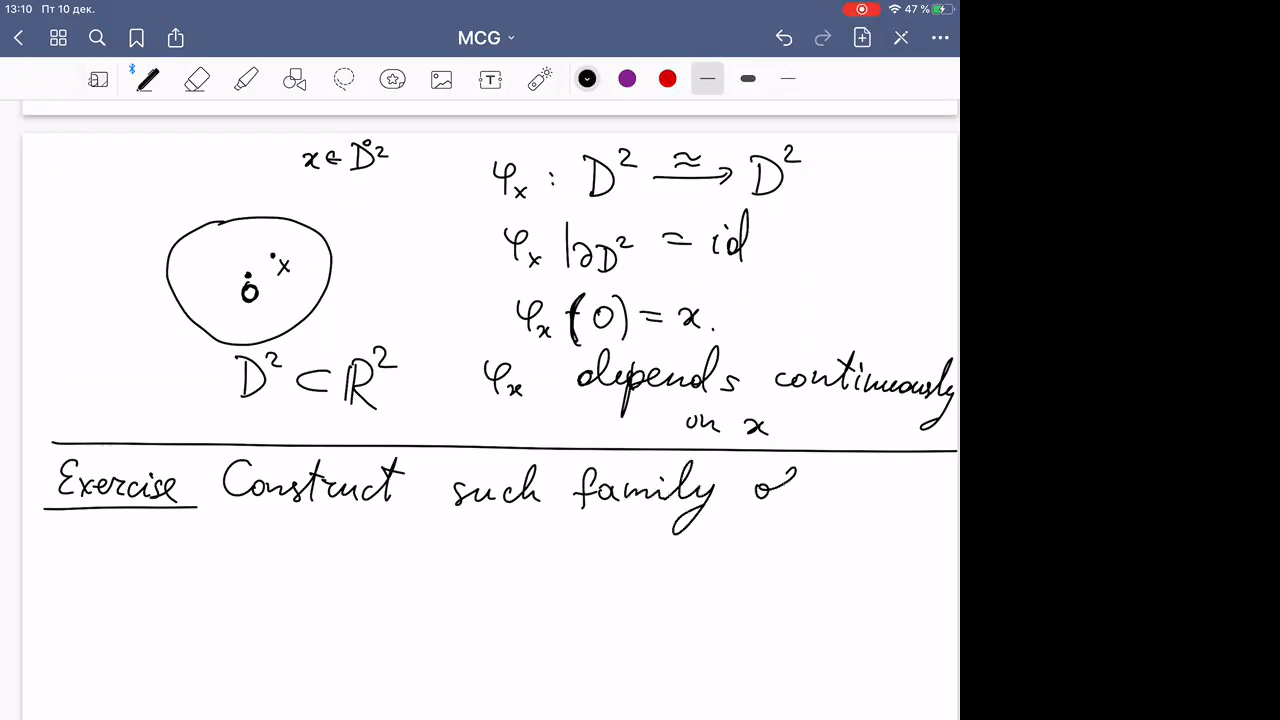 13:10 Пт 10 дек.
47 %
MCG
x ∈ D̊²
φₓ : D² ≈→ D²
φₓ |∂D² = id
x
0
φₓ (0) = x.
D² ⊂ ℝ²
φₓ depends continuously
on x
Exercise Construct such family o